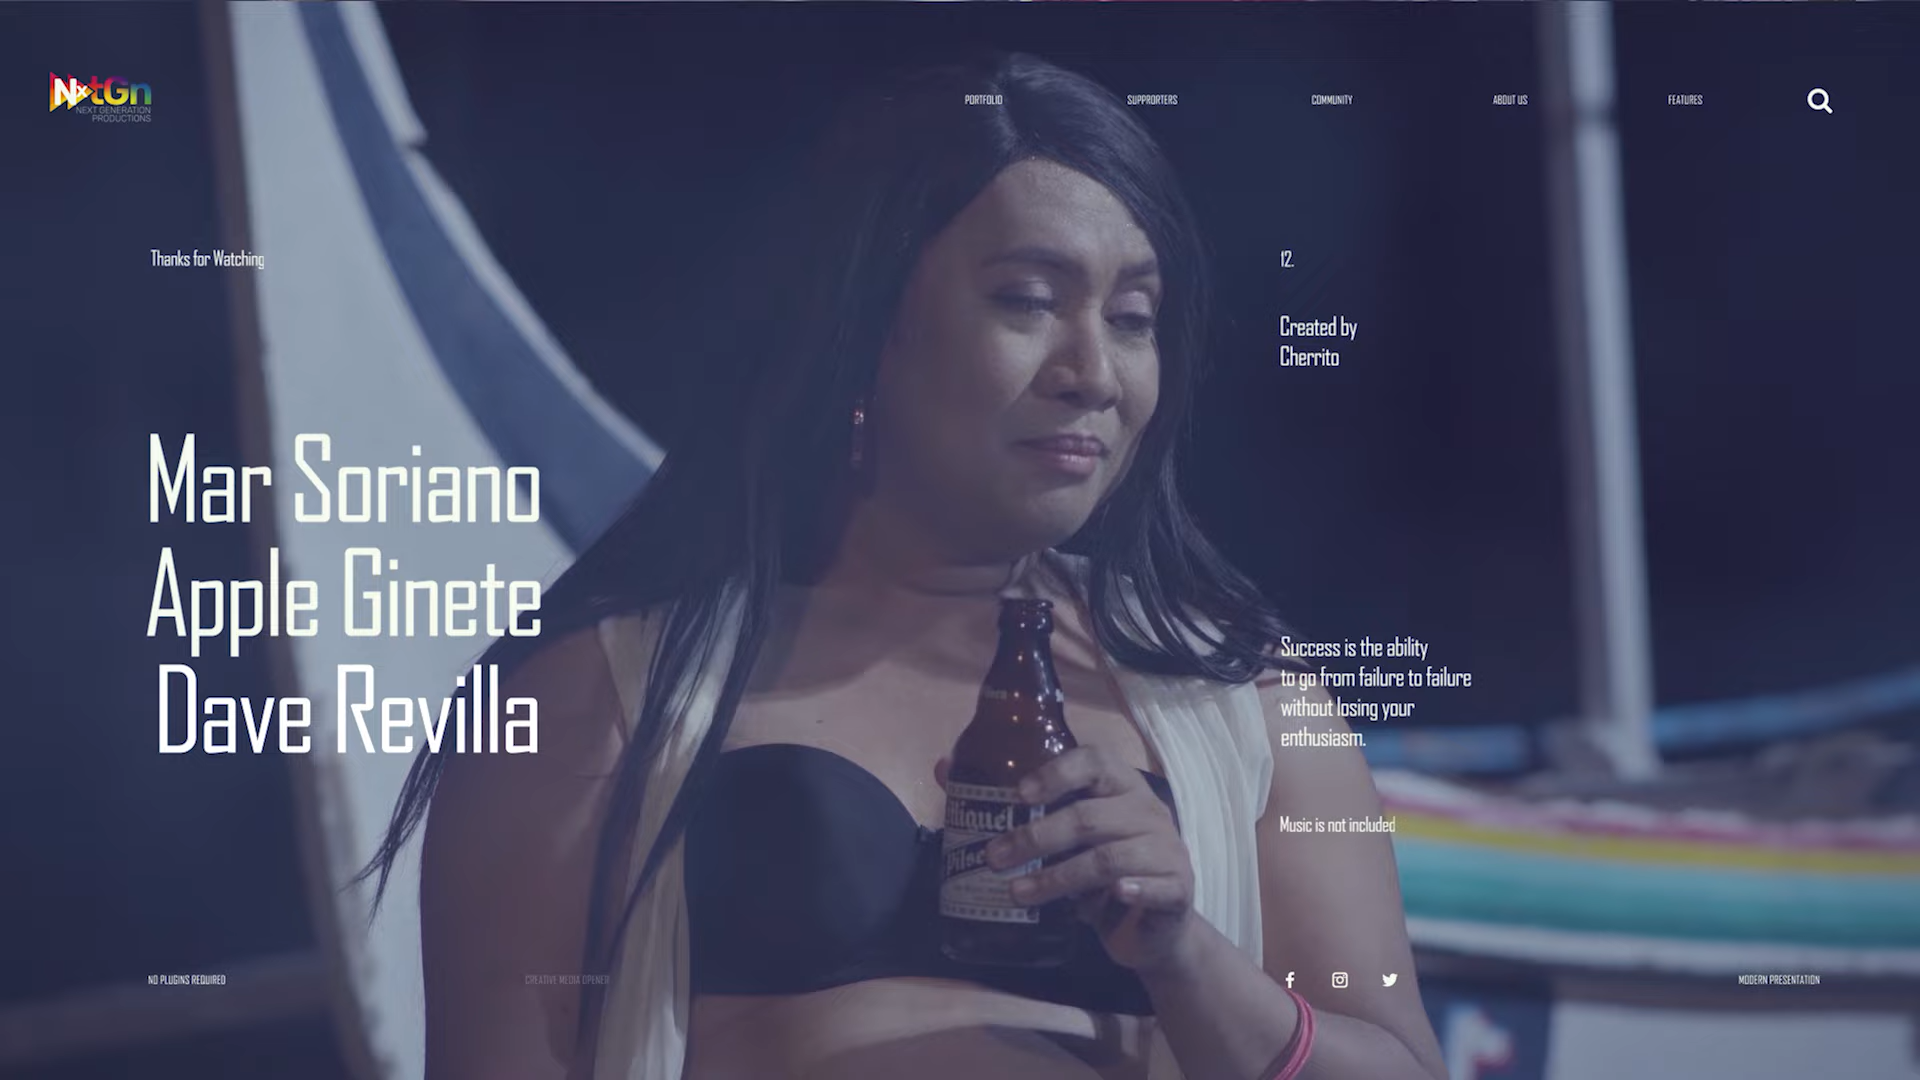 NxtGn
NEXT GENERATION
PRODUCTIONS
PORTFOLIO
SUPPRORTERS
COMMUNITY
ABOUT US
FEATURES
Thanks for Watching
12.
Created by
Cherrito
Mar Soriano
Apple Ginete
Dave Revilla
Success is the ability
to go from failure to failure
without losing your
enthusiasm.
Music is not included
Miguel
NO PLUGINS REQUIRED
CREATIVE MEDIA OPENER
MODERN PRESENTATION